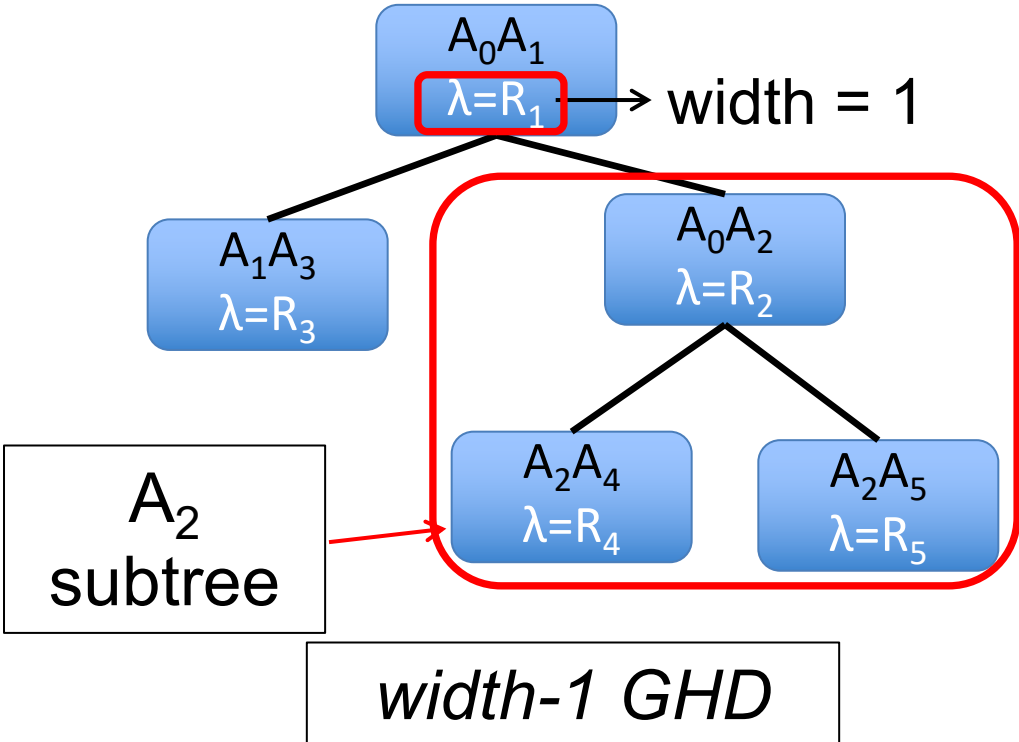 A₀A₁
λ=R₁
width = 1
A₁A₃
λ=R₃
A₀A₂
λ=R₂
A₂A₄
λ=R₄
A₂A₅
λ=R₅
A₂
subtree
width-1 GHD